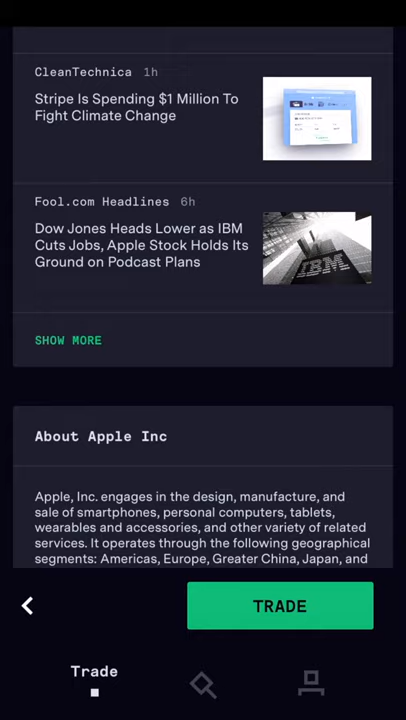 CleanTechnica 1h
Stripe Is Spending $1 Million To
Fight Climate Change
Fool.com Headlines 6h
Dow Jones Heads Lower as IBM
Cuts Jobs, Apple Stock Holds Its
Ground on Podcast Plans
IBM
SHOW MORE
About Apple Inc
Apple, Inc. engages in the design, manufacture, and
sale of smartphones, personal computers, tablets,
wearables and accessories, and other variety of related
services. It operates through the following geographical
segments: Americas, Europe, Greater China, Japan, and
TRADE
Trade